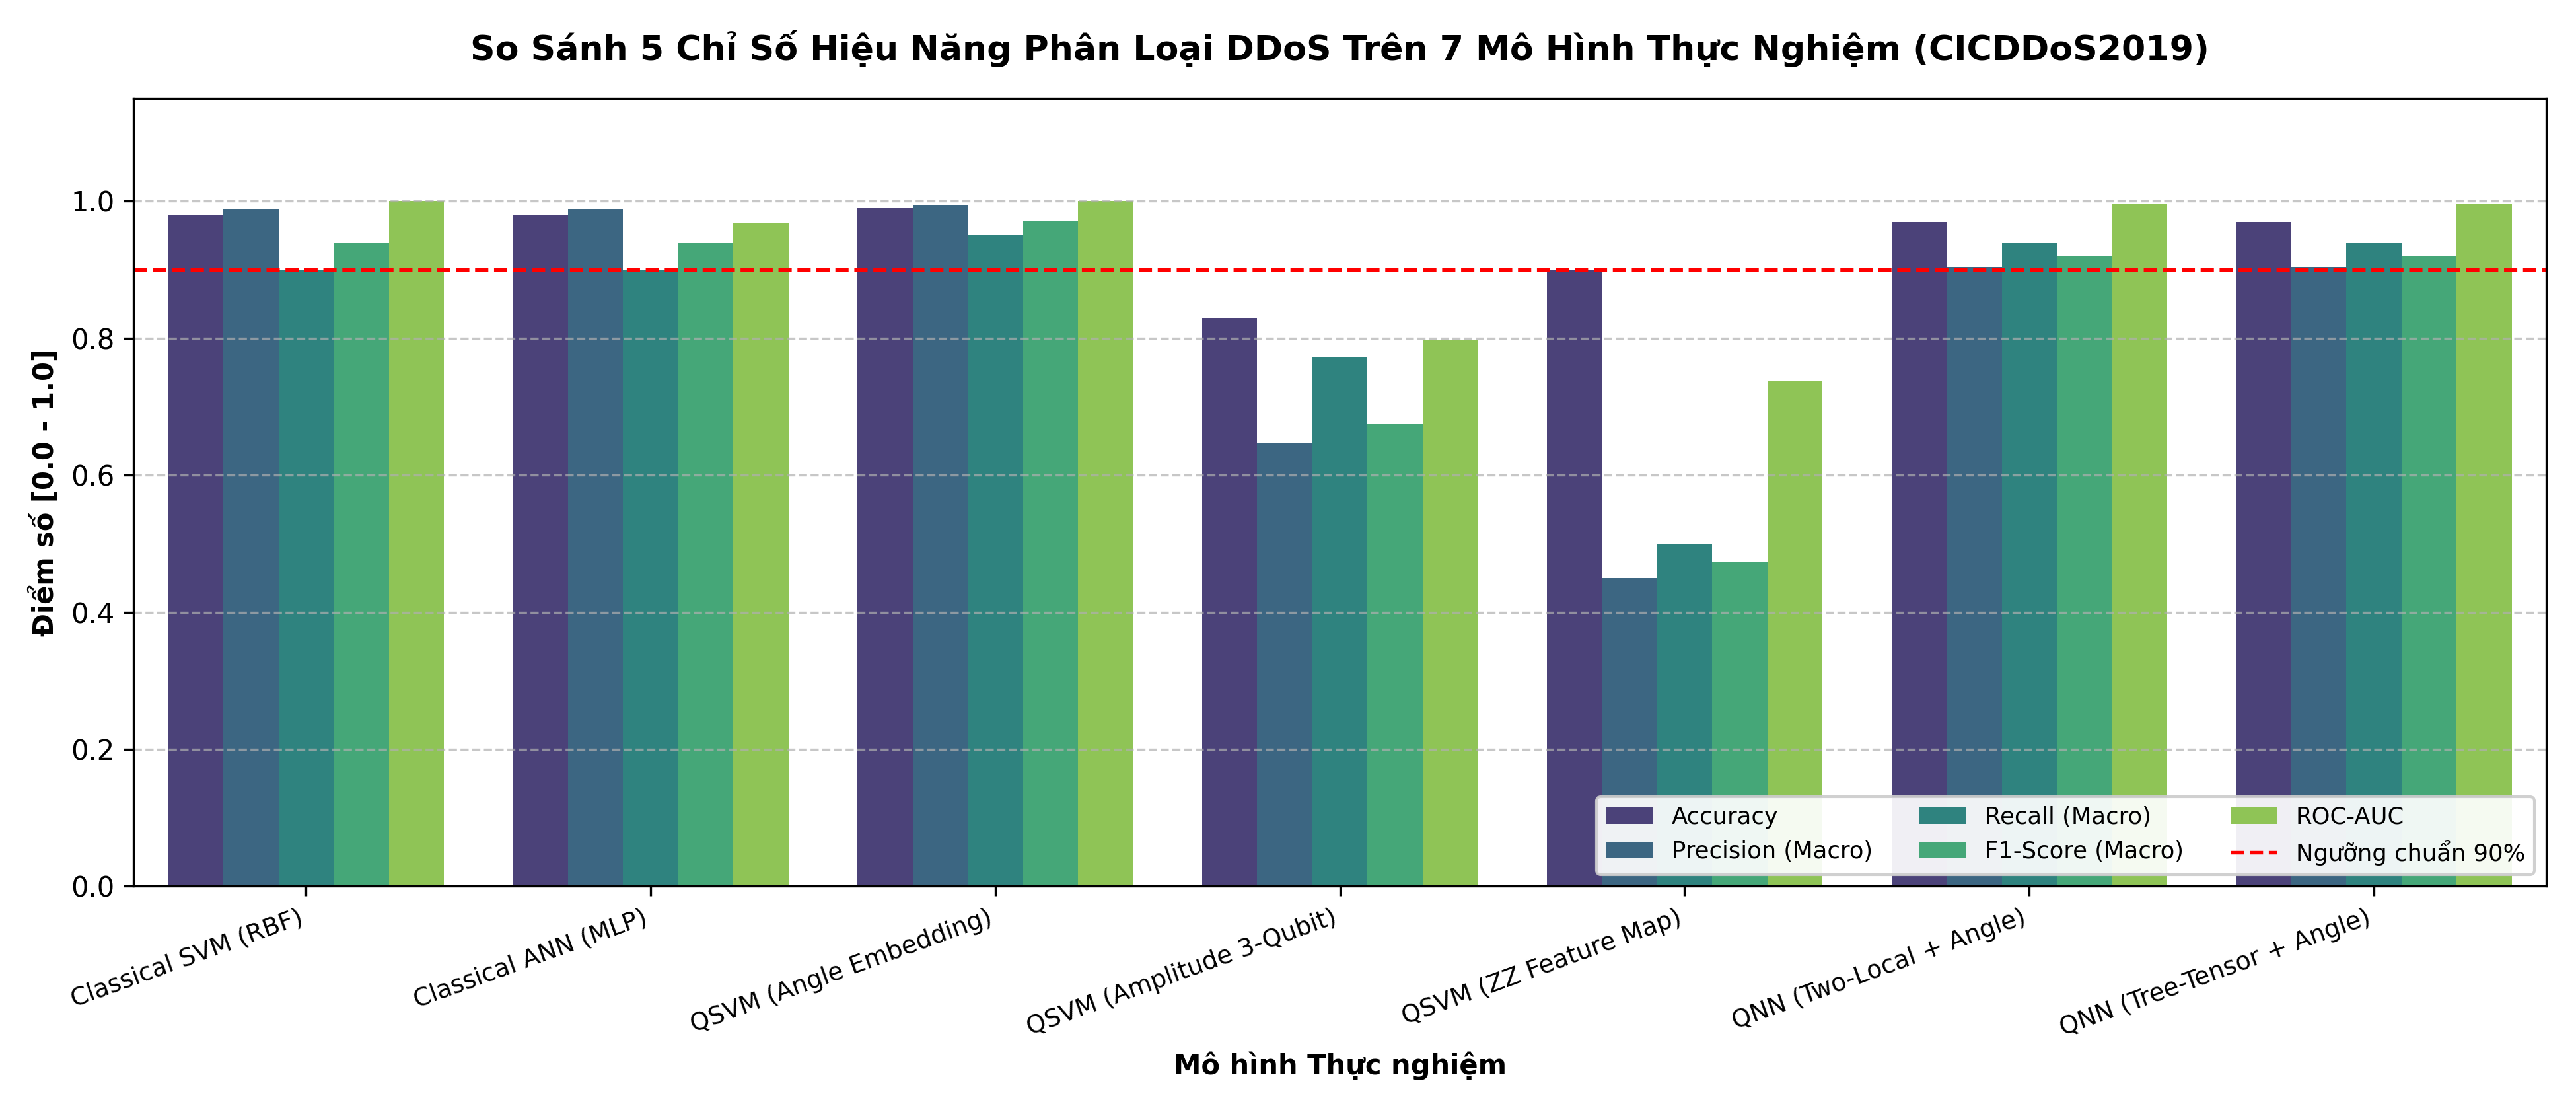 So Sánh 5 Chỉ Số Hiệu Năng Phân Loại DDoS Trên 7 Mô Hình Thực Nghiệm (CICDDoS2019)
Điểm số [0.0 - 1.0]
1.0
0.8
0.6
0.4
0.2
0.0
Accuracy
Precision (Macro)
Recall (Macro)
F1-Score (Macro)
ROC-AUC
Ngưỡng chuẩn 90%
Classical SVM (RBF)
Classical ANN (MLP)
QSVM (Angle Embedding)
QSVM (Amplitude 3-Qubit)
QSVM (ZZ Feature Map)
QNN (Two-Local + Angle)
QNN (Tree-Tensor + Angle)
Mô hình Thực nghiệm